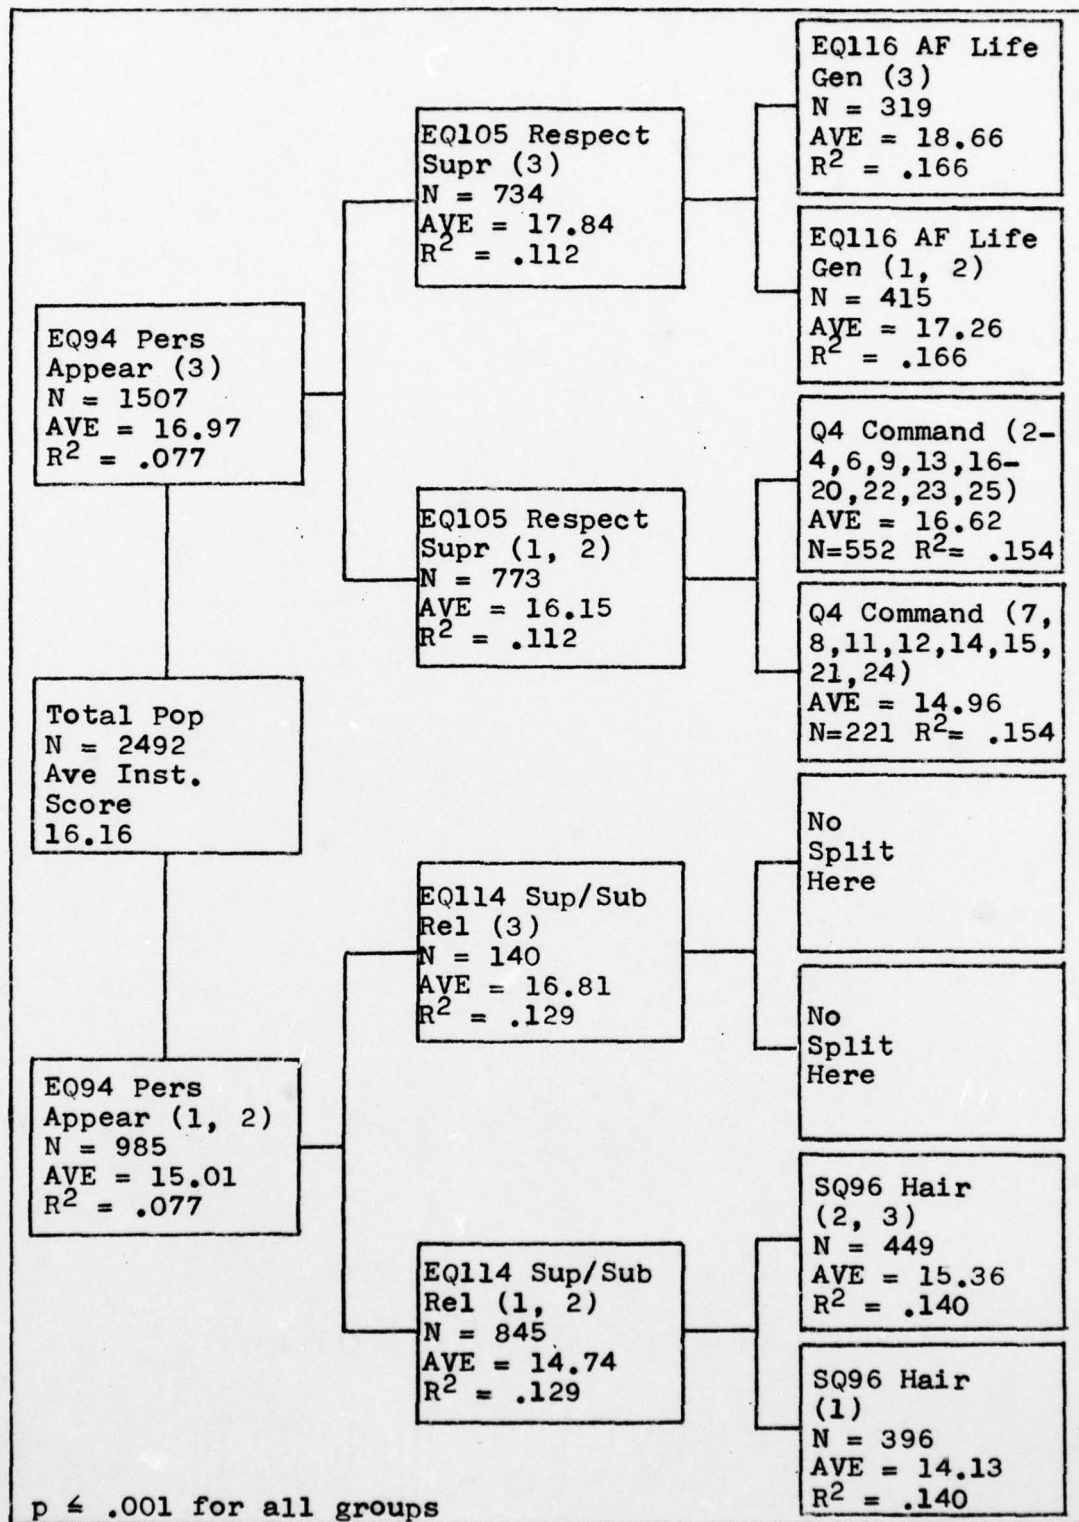 EQ116 AF Life
Gen (3)
N = 319
AVE = 18.66
R² = .166
EQ105 Respect
Supr (3)
N = 734
AVE = 17.84
R² = .112
EQ116 AF Life
Gen (1, 2)
N = 415
AVE = 17.26
R² = .166
EQ94 Pers
Appear (3)
N = 1507
AVE = 16.97
R² = .077
Q4 Command (2-
4,6,9,13,16-
20,22,23,25)
AVE = 16.62
N=552 R²= .154
EQ105 Respect
Supr (1, 2)
N = 773
AVE = 16.15
R² = .112
Q4 Command (7,
8,11,12,14,15,
21,24)
AVE = 14.96
N=221 R²= .154
Total Pop
N = 2492
Ave Inst.
Score
16.16
No
Split
Here
EQ114 Sup/Sub
Rel (3)
N = 140
AVE = 16.81
R² = .129
No
Split
Here
EQ94 Pers
Appear (1, 2)
N = 985
AVE = 15.01
R² = .077
SQ96 Hair
(2, 3)
N = 449
AVE = 15.36
R² = .140
EQ114 Sup/Sub
Rel (1, 2)
N = 845
AVE = 14.74
R² = .129
SQ96 Hair
(1)
N = 396
AVE = 14.13
R² = .140
p ≤ .001 for all groups